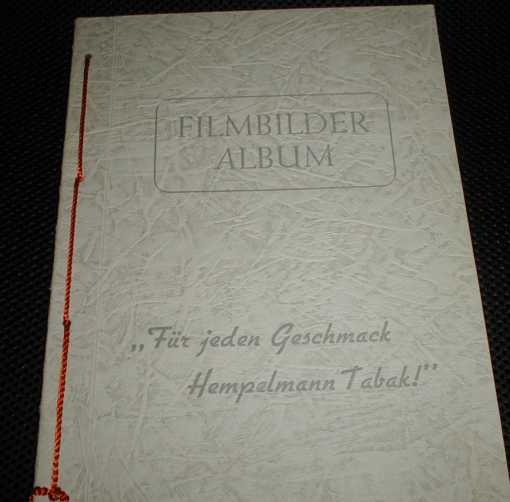 FILMBILDER
ALBUM
„Für jeden Geschmack
Hempelmann Tabak!”